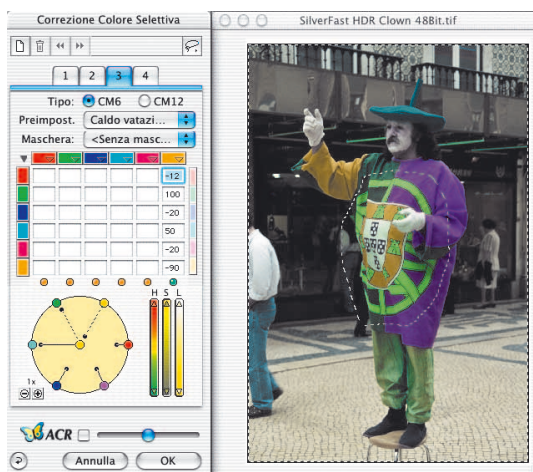 Correzione Colore Selettiva
SilverFast HDR Clown 48Bit.tif
1 2 3 4
Tipo: CM6 CM12
Preimpost. Caldo vatazi...
Maschera: <Senza masc...
-12
100
-20
50
-20
-90
H S L
1x
ACR
Annulla OK